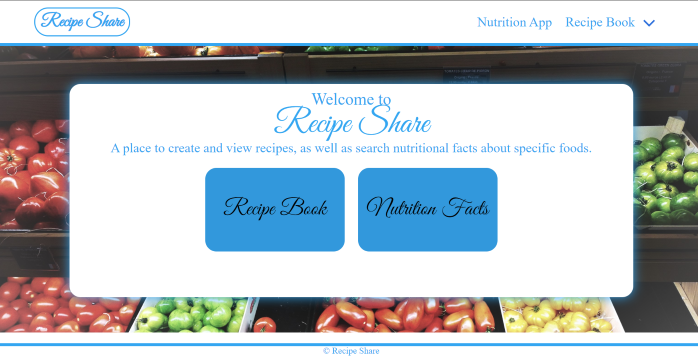 Recipe Share
Nutrition App Recipe Book
Welcome to
Recipe Share
A place to create and view recipes, as well as search nutritional facts about specific foods.
Recipe Book
Nutrition Facts
© Recipe Share